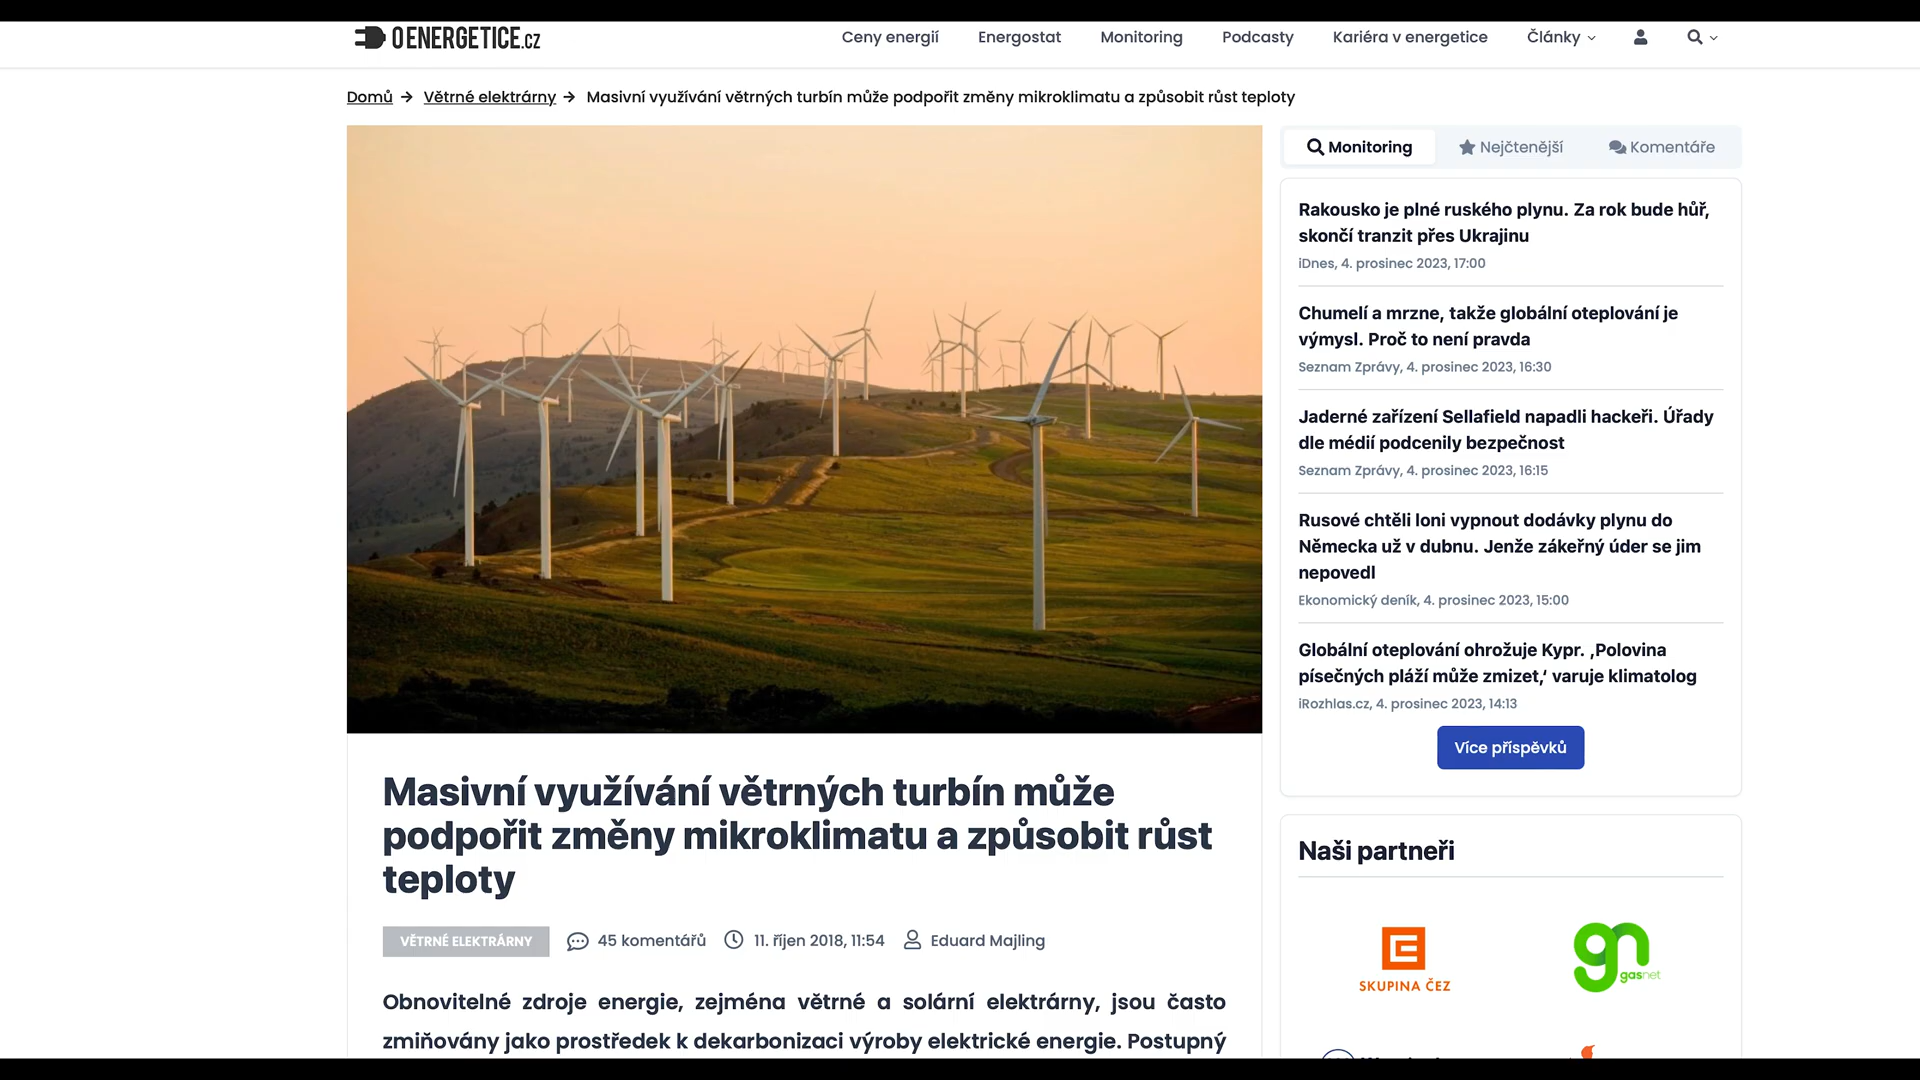 OENERGETICE.CZ
Ceny energií
Energostat
Monitoring
Podcasty
Kariéra v energetice
Články
Domů → Větrné elektrárny → Masivní využívání větrných turbín může podpořit změny mikroklimatu a způsobit růst teploty
Monitoring
Nejčtenější
Komentáře
Rakousko je plné ruského plynu. Za rok bude hůř,
skončí tranzit přes Ukrajinu
iDnes, 4. prosinec 2023, 17:00
Chumelí a mrzne, takže globální oteplování je
výmysl. Proč to není pravda
Seznam Zprávy, 4. prosinec 2023, 16:30
Jaderné zařízení Sellafield napadli hackeři. Úřady
dle médií podcenily bezpečnost
Seznam Zprávy, 4. prosinec 2023, 16:15
Rusové chtěli loni vypnout dodávky plynu do
Německa už v dubnu. Jenže zákeřný úder se jim
nepovedl
Ekonomický deník, 4. prosinec 2023, 15:00
Globální oteplování ohrožuje Kypr. ‚Polovina
písečných pláží může zmizet,‘ varuje klimatolog
iRozhlas.cz, 4. prosinec 2023, 14:13
Více příspěvků
Naši partneři
SKUPINA ČEZ
gasnet
Masivní využívání větrných turbín může
podpořit změny mikroklimatu a způsobit růst
teploty
VĚTRNÉ ELEKTRÁRNY
45 komentářů
11. říjen 2018, 11:54
Eduard Majling
Obnovitelné zdroje energie, zejména větrné a solární elektrárny, jsou často
zmiňovány jako prostředek k dekarbonizaci výroby elektrické energie. Postupný